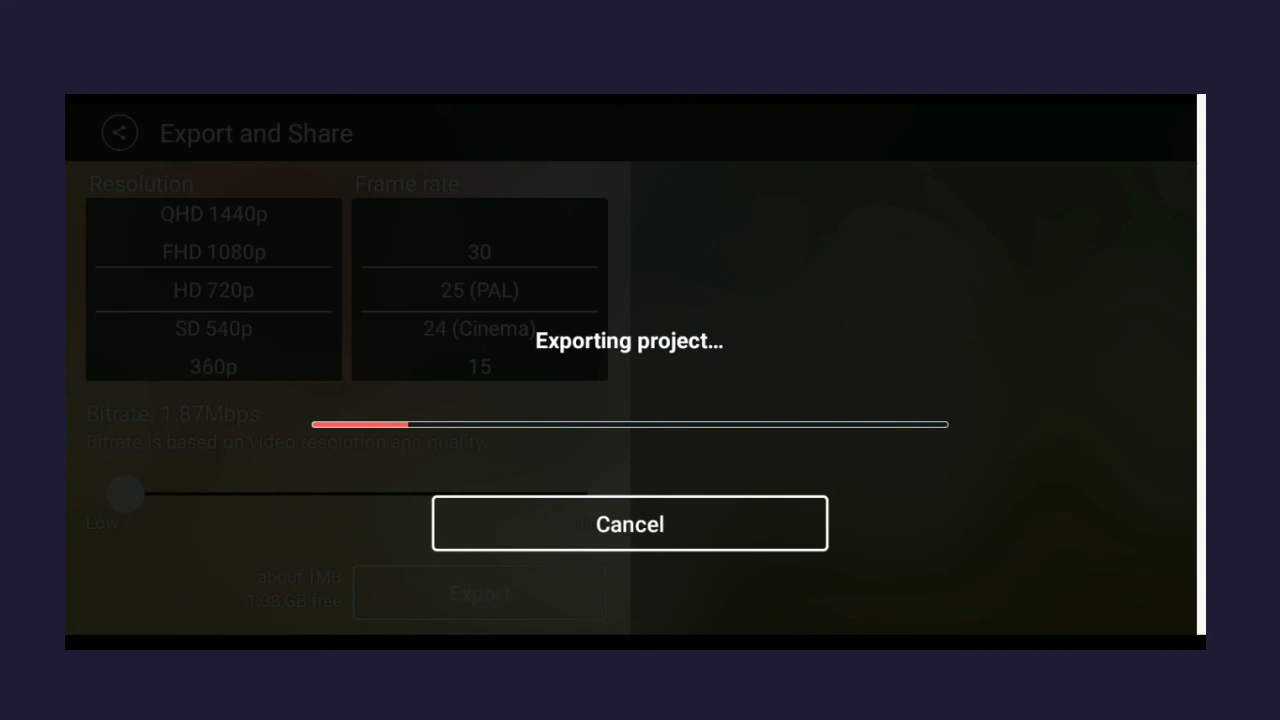 Export and Share
Resolution
Frame rate
QHD 1440p
FHD 1080p
30
HD 720p
25 (PAL)
SD 540p
24 (Cinema)
Exporting project...
360p
15
Bitrate: 1.87Mbps
Bitrate is based on video resolution and quality.
Low
Cancel
about 1MB
1.38 GB free
Export